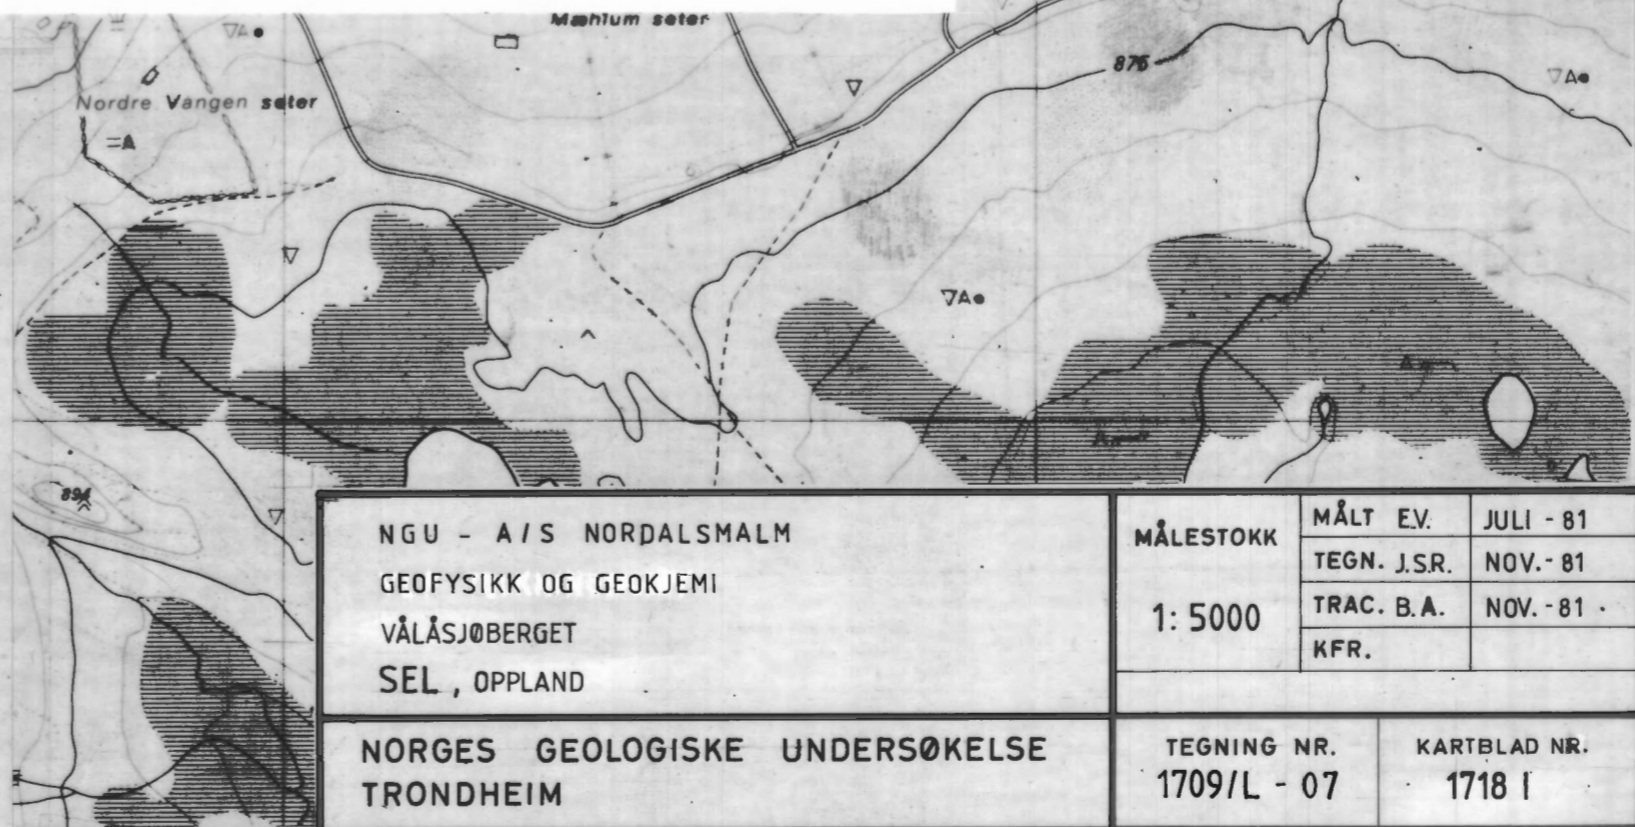 Mæhlum seter
▽A●
876
▽A●
Nordre Vangen seter
=A
▽A●
894
NGU - A/S NORDALSMALM
GEOFYSIKK OG GEOKJEMI
VÅLÅSJØBERGET
SEL, OPPLAND
MÅLESTOKK
1: 5000
MÅLT E.V. JULI - 81
TEGN. J.S.R. NOV. - 81
TRAC. B.A. NOV. - 81
KFR.
NORGES GEOLOGISKE UNDERSØKELSE
TRONDHEIM
TEGNING NR.
1709/L - 07
KARTBLAD NR.
1718 I